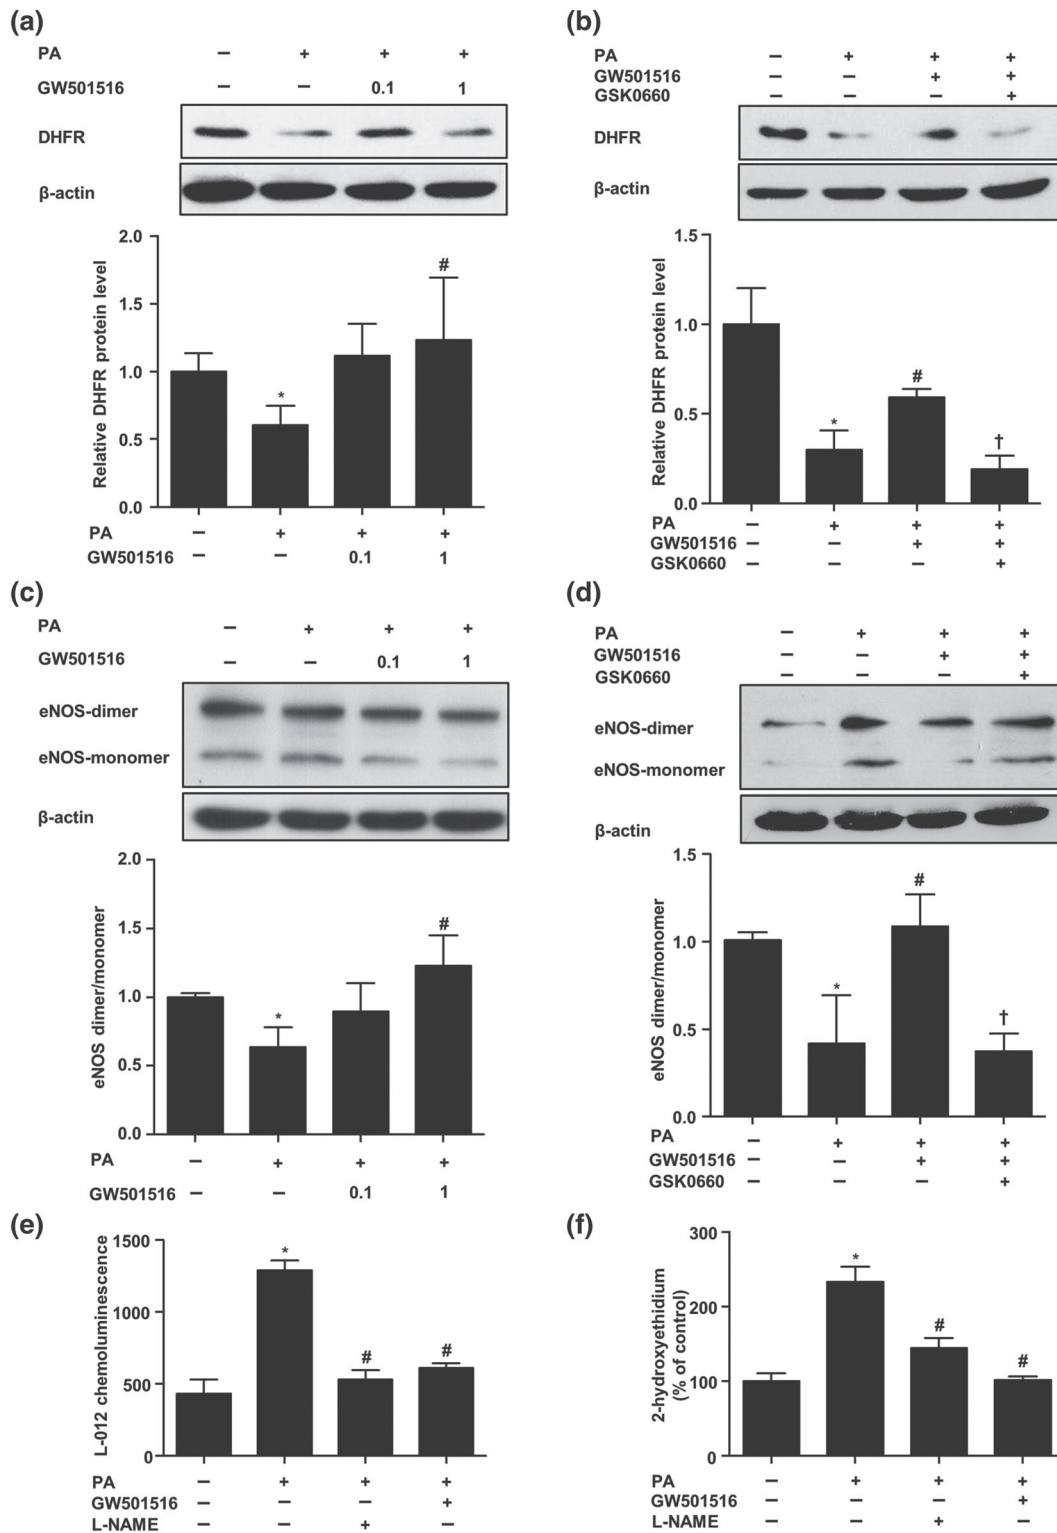 (a)
PA – + + +
GW501516 – – 0.1 1
DHFR
β-actin
Relative DHFR protein level
2.0
#
1.5
1.0
*
0.5
0.0
PA – + + +
GW501516 – – 0.1 1
(b)
PA – + + +
GW501516 – – + +
GSK0660 – – – +
DHFR
β-actin
Relative DHFR protein level
1.5
1.0
#
0.5
*
†
0.0
PA – + + +
GW501516 – – + +
GSK0660 – – – +
(c)
PA – + + +
GW501516 – – 0.1 1
eNOS-dimer
eNOS-monomer
β-actin
eNOS dimer/monomer
2.0
1.5
#
1.0
*
0.5
0.0
PA – + + +
GW501516 – – 0.1 1
(d)
PA – + + +
GW501516 – – + +
GSK0660 – – – +
eNOS-dimer
eNOS-monomer
β-actin
eNOS dimer/monomer
1.5
#
1.0
*
†
0.5
0.0
PA – + + +
GW501516 – – + +
GSK0660 – – – +
(e)
L-012 chemoluminescence
1500
*
1000
# #
500
0
PA – + + +
GW501516 – – – +
L-NAME – – + –
(f)
2-hydroxyethidium
(% of control)
300
*
200
#
#
100
0
PA – + + +
GW501516 – – – +
L-NAME – – + –